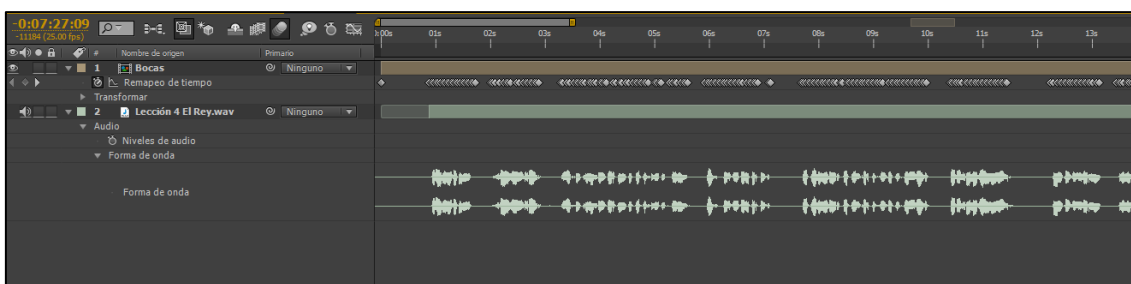 -0:07:27:09
-11184 (25.00 fps)
:00s 01s 02s 03s 04s 05s 06s 07s 08s 09s 10s 11s 12s 13s
# Nombre de origen Primario
1 Bocas Ninguno
Remapeo de tiempo
Transformar
2 Lección 4 El Rey.wav Ninguno
Audio
Niveles de audio
Forma de onda
Forma de onda